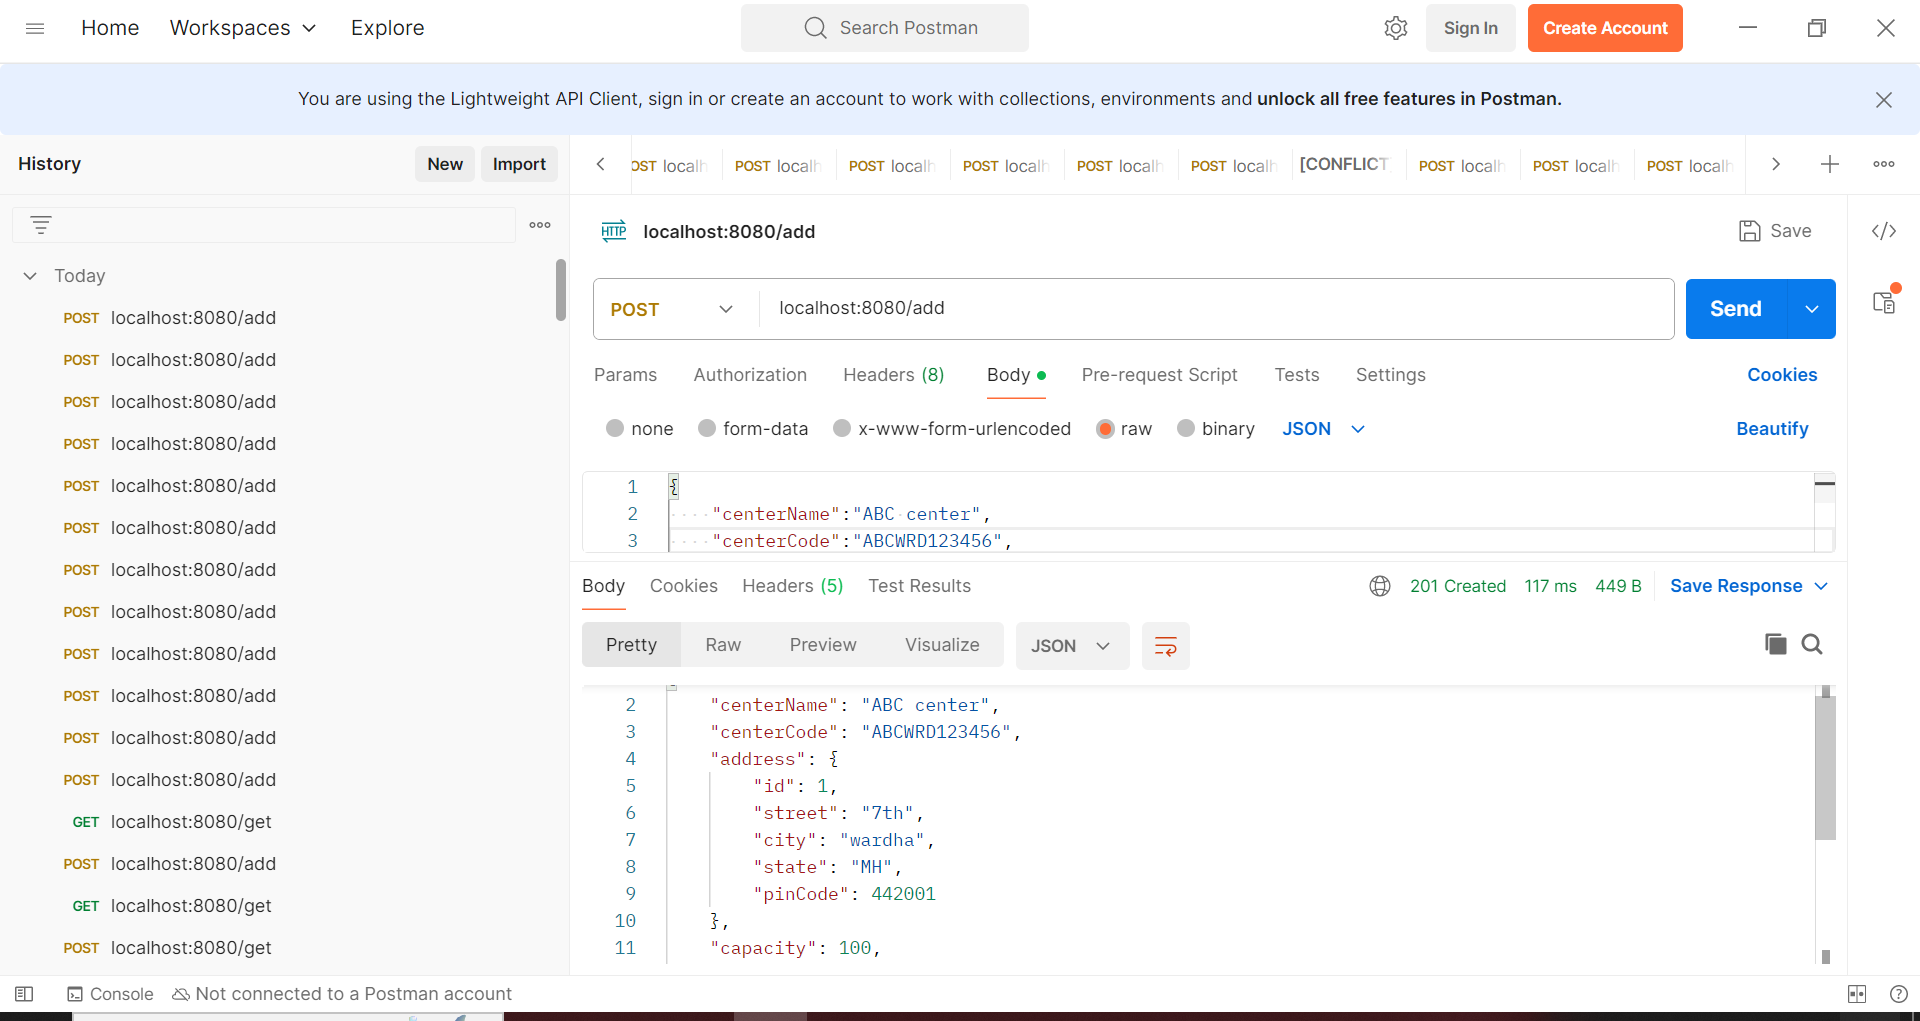 Home Workspaces Explore Search Postman Sign In Create Account
You are using the Lightweight API Client, sign in or create an account to work with collections, environments and unlock all free features in Postman.
History New Import
OST localh POST localh POST localh POST localh POST localh POST localh [CONFLICT] POST localh POST localh POST localh
HTTP localhost:8080/add Save
Today
POST localhost:8080/add
POST localhost:8080/add
POST localhost:8080/add
POST localhost:8080/add
POST localhost:8080/add
POST localhost:8080/add
POST localhost:8080/add
POST localhost:8080/add
POST localhost:8080/add
POST localhost:8080/add
POST localhost:8080/add
POST localhost:8080/add
GET localhost:8080/get
POST localhost:8080/add
GET localhost:8080/get
POST localhost:8080/get
POST localhost:8080/add Send
Params Authorization Headers (8) Body Pre-request Script Tests Settings Cookies
none form-data x-www-form-urlencoded raw binary JSON Beautify
1 {
2 "centerName":"ABC center",
3 "centerCode":"ABCWRD123456",
Body Cookies Headers (5) Test Results 201 Created 117 ms 449 B Save Response
Pretty Raw Preview Visualize JSON
2 "centerName": "ABC center",
3 "centerCode": "ABCWRD123456",
4 "address": {
5 "id": 1,
6 "street": "7th",
7 "city": "wardha",
8 "state": "MH",
9 "pinCode": 442001
10 },
11 "capacity": 100,
Console Not connected to a Postman account